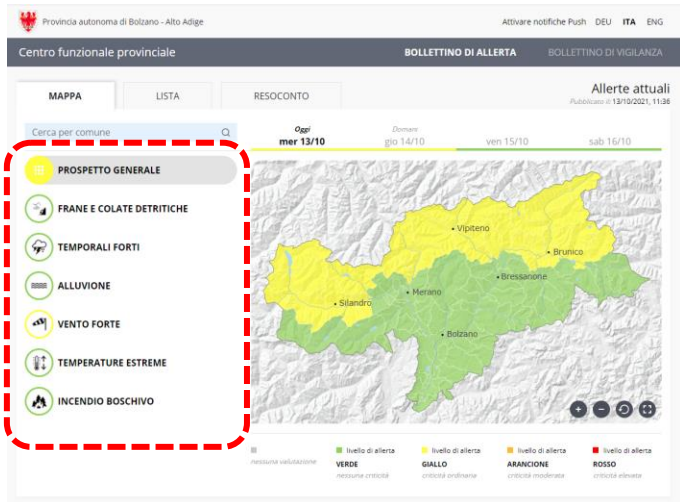 Provincia autonoma di Bolzano - Alto Adige
Attivare notifiche Push DEU ITA ENG
Centro funzionale provinciale
BOLLETTINO DI ALLERTA BOLLETTINO DI VIGILANZA
MAPPA LISTA RESOCONTO
Allerte attuali
Pubblicato il: 13/10/2021, 11:36
Cerca per comune
Oggi
mer 13/10
Domani
gio 14/10
ven 15/10
sab 16/10
PROSPETTO GENERALE
FRANE E COLATE DETRITICHE
TEMPORALI FORTI
ALLUVIONE
VENTO FORTE
TEMPERATURE ESTREME
INCENDIO BOSCHIVO
Vipiteno
Brunico
Bressanone
Merano
Silandro
Bolzano
nessuna valutazione
livello di allerta
VERDE
nessuna criticità
livello di allerta
GIALLO
criticità ordinaria
livello di allerta
ARANCIONE
criticità moderata
livello di allerta
ROSSO
criticità elevata